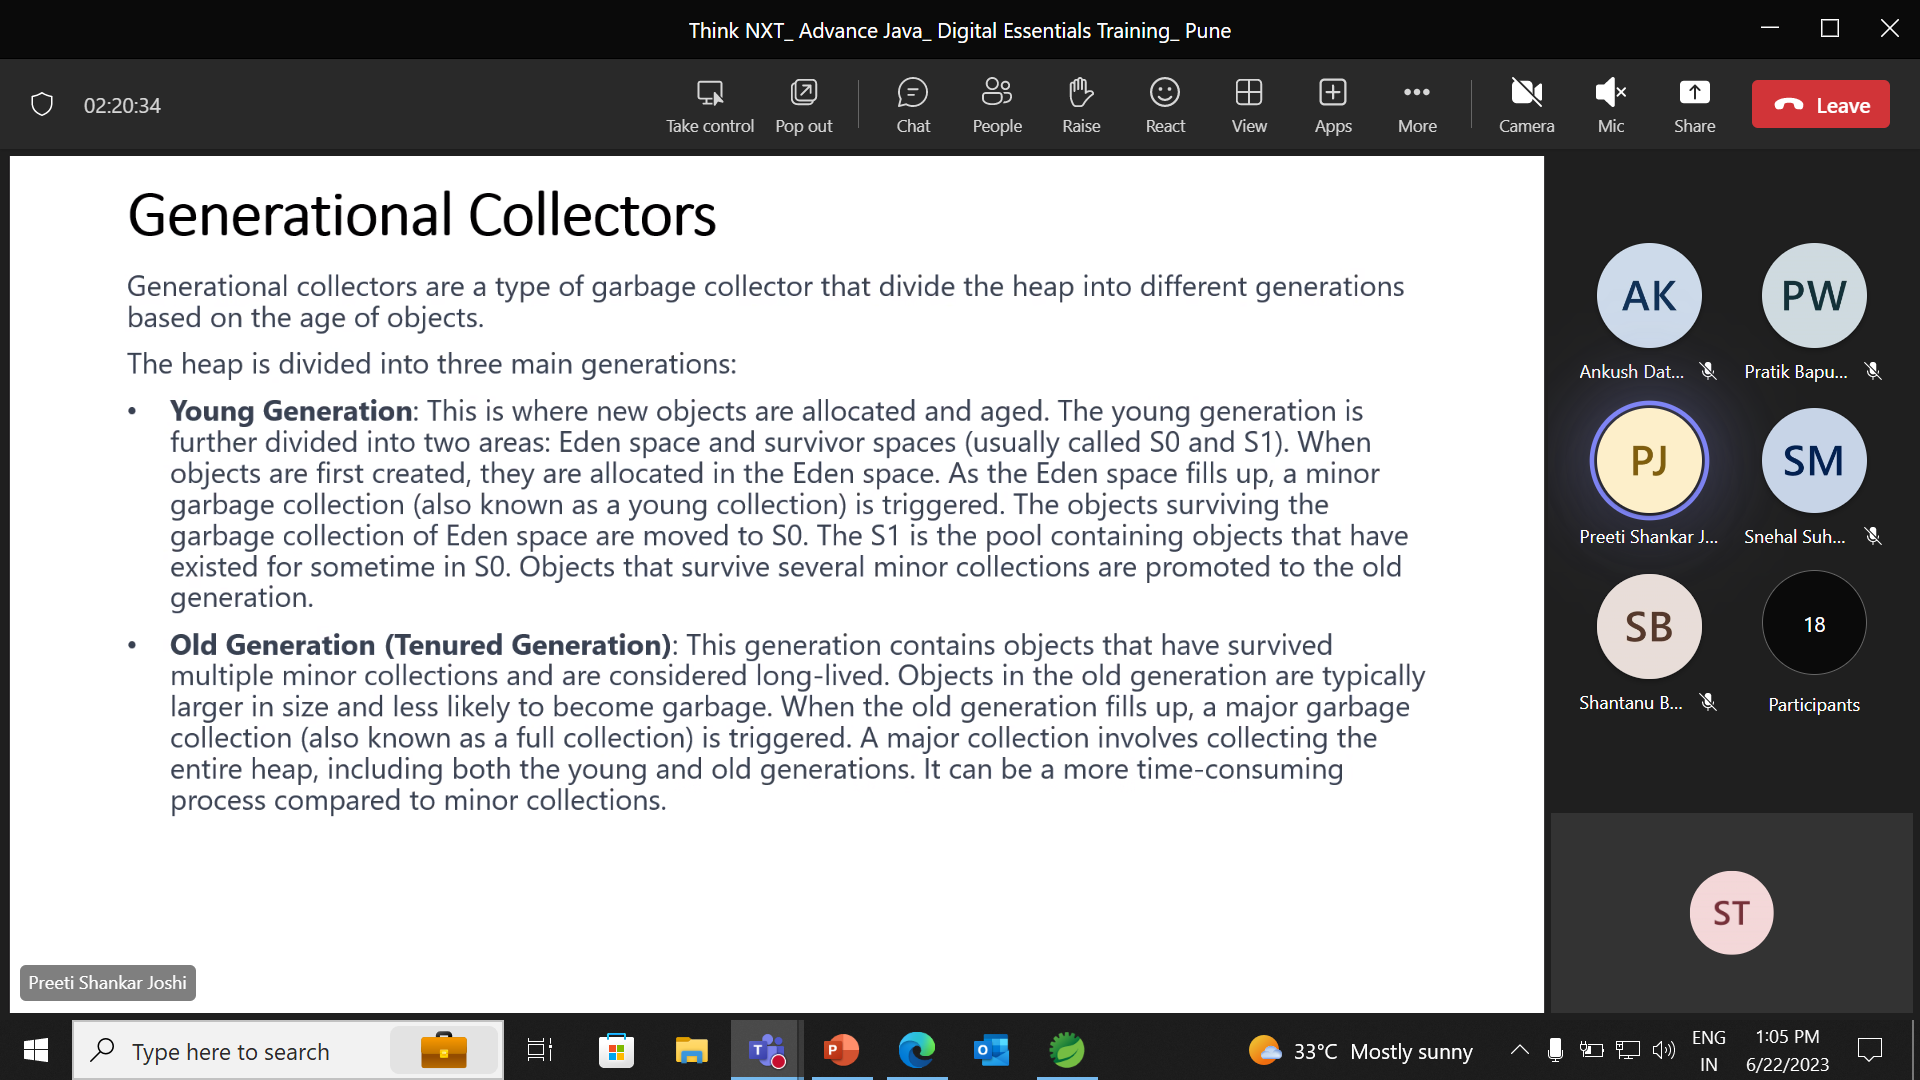 Think NXT_ Advance Java_ Digital Essentials Training_ Pune
02:20:34
Take control
Pop out
Chat
People
Raise
React
View
Apps
More
Camera
Mic
Share
Leave
Generational Collectors
Generational collectors are a type of garbage collector that divide the heap into different generations
based on the age of objects.
The heap is divided into three main generations:
• Young Generation: This is where new objects are allocated and aged. The young generation is
further divided into two areas: Eden space and survivor spaces (usually called S0 and S1). When
objects are first created, they are allocated in the Eden space. As the Eden space fills up, a minor
garbage collection (also known as a young collection) is triggered. The objects surviving the
garbage collection of Eden space are moved to S0. The S1 is the pool containing objects that have
existed for sometime in S0. Objects that survive several minor collections are promoted to the old
generation.
• Old Generation (Tenured Generation): This generation contains objects that have survived
multiple minor collections and are considered long-lived. Objects in the old generation are typically
larger in size and less likely to become garbage. When the old generation fills up, a major garbage
collection (also known as a full collection) is triggered. A major collection involves collecting the
entire heap, including both the young and old generations. It can be a more time-consuming
process compared to minor collections.
Preeti Shankar Joshi
AK
Ankush Dat...
PW
Pratik Bapu...
PJ
Preeti Shankar J...
SM
Snehal Suh...
SB
Shantanu B...
18
Participants
ST
Type here to search
T
P
O
33°C Mostly sunny
ENG
IN
1:05 PM
6/22/2023